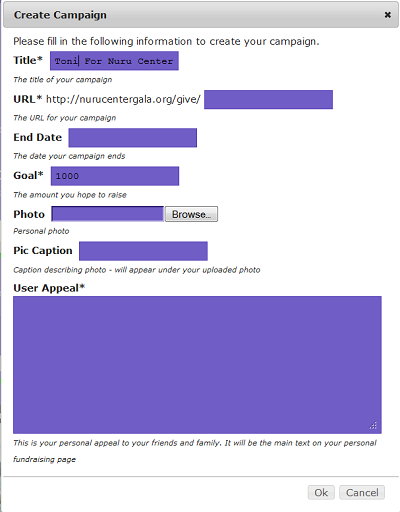 Create Campaign ✖
Please fill in the following information to create your campaign.
Title* Toni For Nuru Center
The title of your campaign
URL* http://nurucentergala.org/give/
The URL for your campaign
End Date
The date your campaign ends
Goal* 1000
The amount you hope to raise
Photo Browse...
Personal photo
Pic Caption
Caption describing photo - will appear under your uploaded photo
User Appeal*
This is your personal appeal to your friends and family. It will be the main text on your personal
fundraising page
Ok Cancel